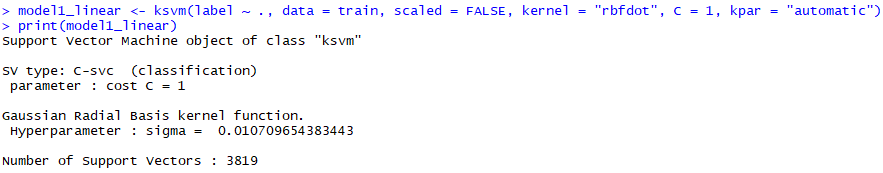 > model1_linear <- ksvm(label ~ ., data = train, scaled = FALSE, kernel = "rbfdot", C = 1, kpar = "automatic")
> print(model1_linear)
Support Vector Machine object of class "ksvm"

SV type: C-svc  (classification)
 parameter : cost C = 1

Gaussian Radial Basis kernel function.
 Hyperparameter : sigma =  0.010709654383443

Number of Support Vectors : 3819